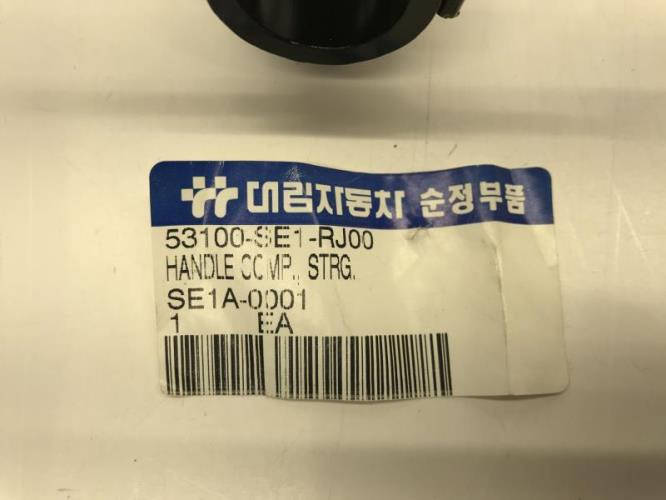 대림자동차 순정부품
53100-SE1-RJ00
HANDLE COMP., STRG.
SE1A-0001
1 EA